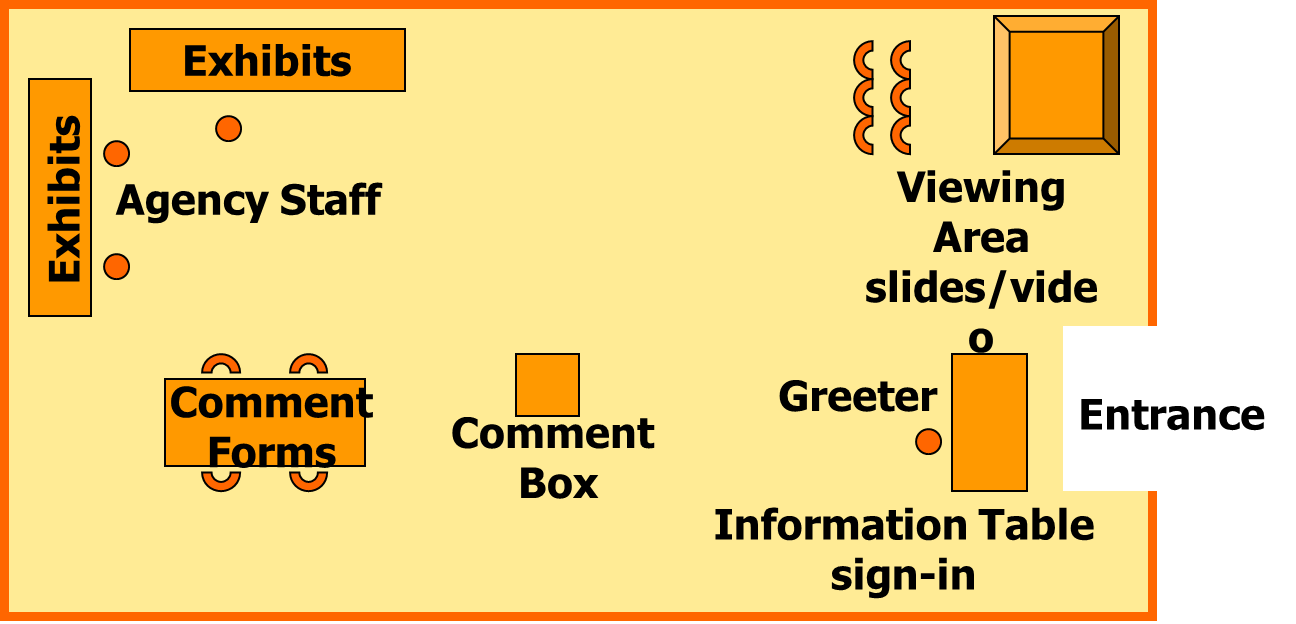 Exhibits
Exhibits
Agency Staff
Viewing
Area
slides/vide
o
Comment
Forms
Comment
Box
Greeter
Entrance
Information Table
sign-in